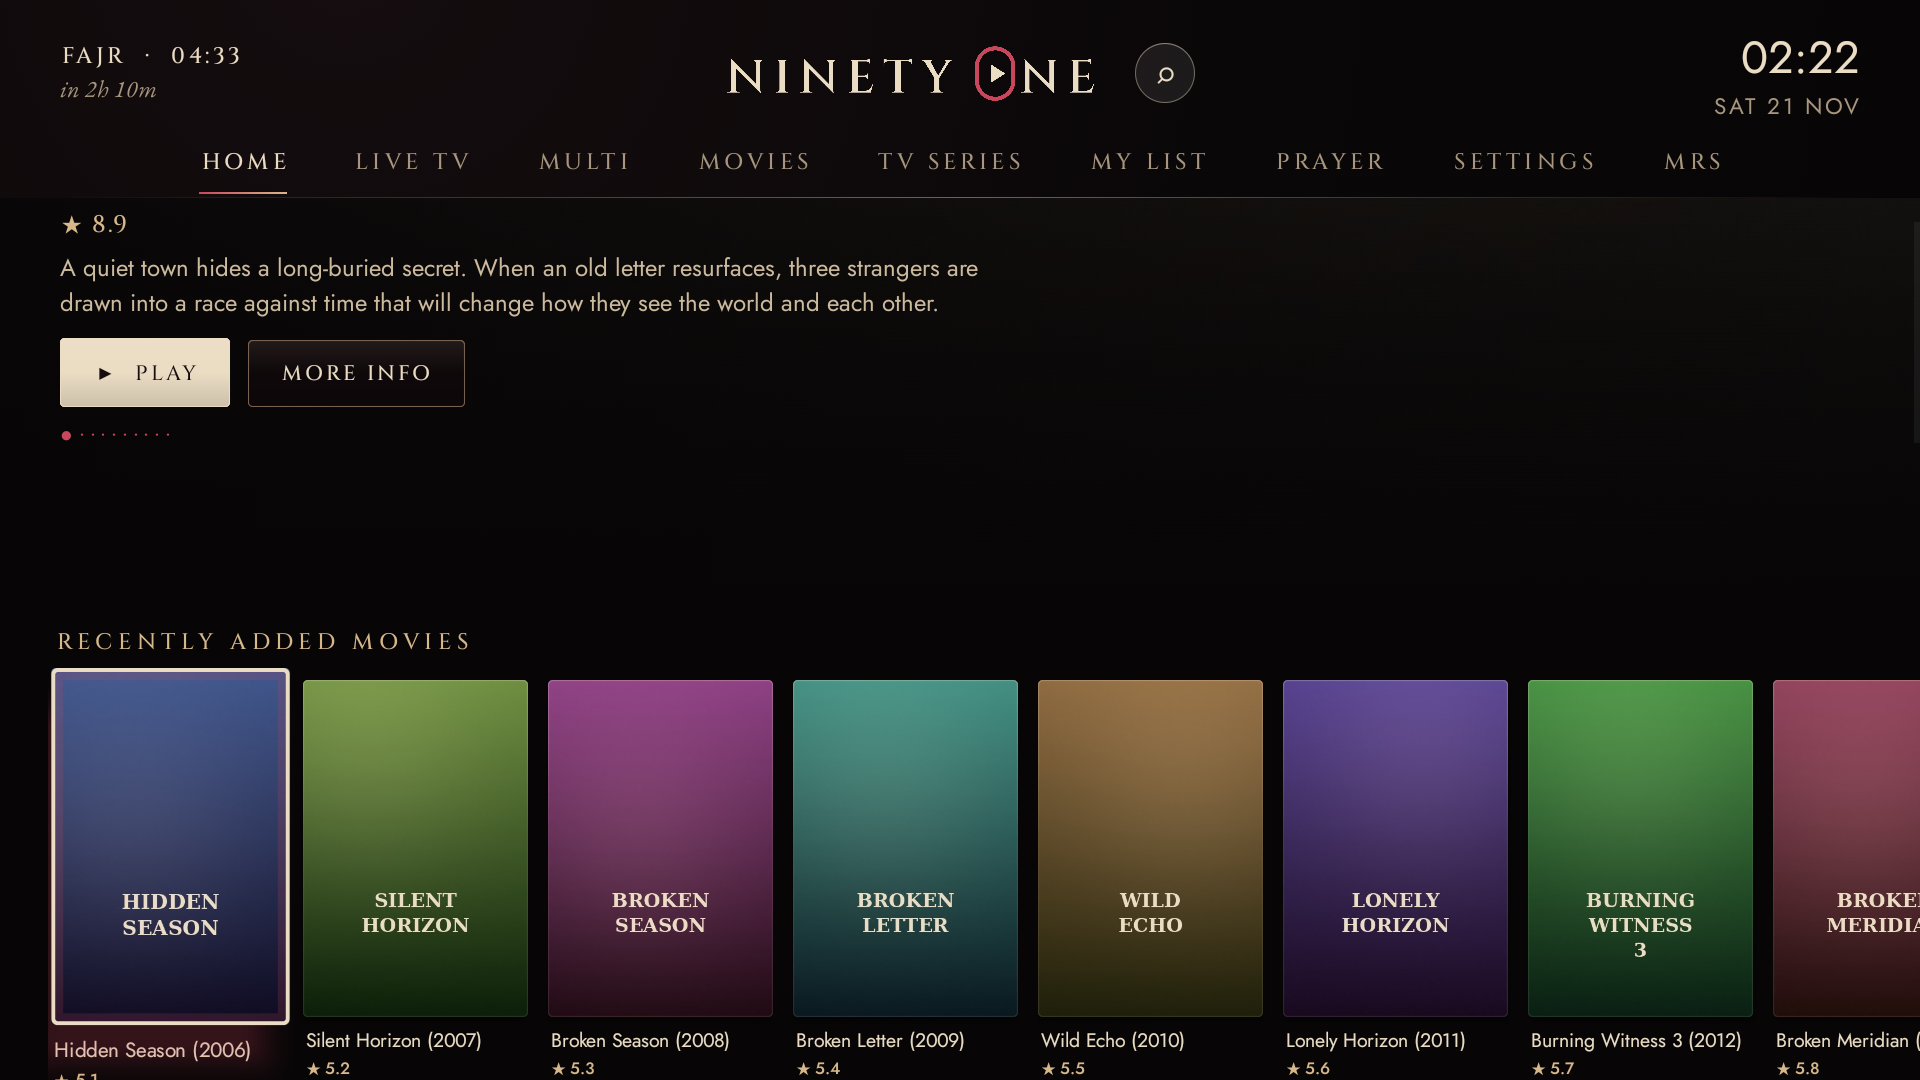 FAJR · 04:33
in 2h 10m
NINETY ONE
02:22
SAT 21 NOV
HOME
LIVE TV
MULTI
MOVIES
TV SERIES
MY LIST
PRAYER
SETTINGS
MRS
★ 8.9
A quiet town hides a long-buried secret. When an old letter resurfaces, three strangers are
drawn into a race against time that will change how they see the world and each other.
► PLAY
MORE INFO
RECENTLY ADDED MOVIES
HIDDEN
SEASON
SILENT
HORIZON
BROKEN
SEASON
BROKEN
LETTER
WILD
ECHO
LONELY
HORIZON
BURNING
WITNESS
3
Hidden Season (2006)
Silent Horizon (2007)
★ 5.2
Broken Season (2008)
★ 5.3
Broken Letter (2009)
★ 5.4
Wild Echo (2010)
★ 5.5
Lonely Horizon (2011)
★ 5.6
Burning Witness 3 (2012)
★ 5.7
Broken Meridian (
★ 5.8